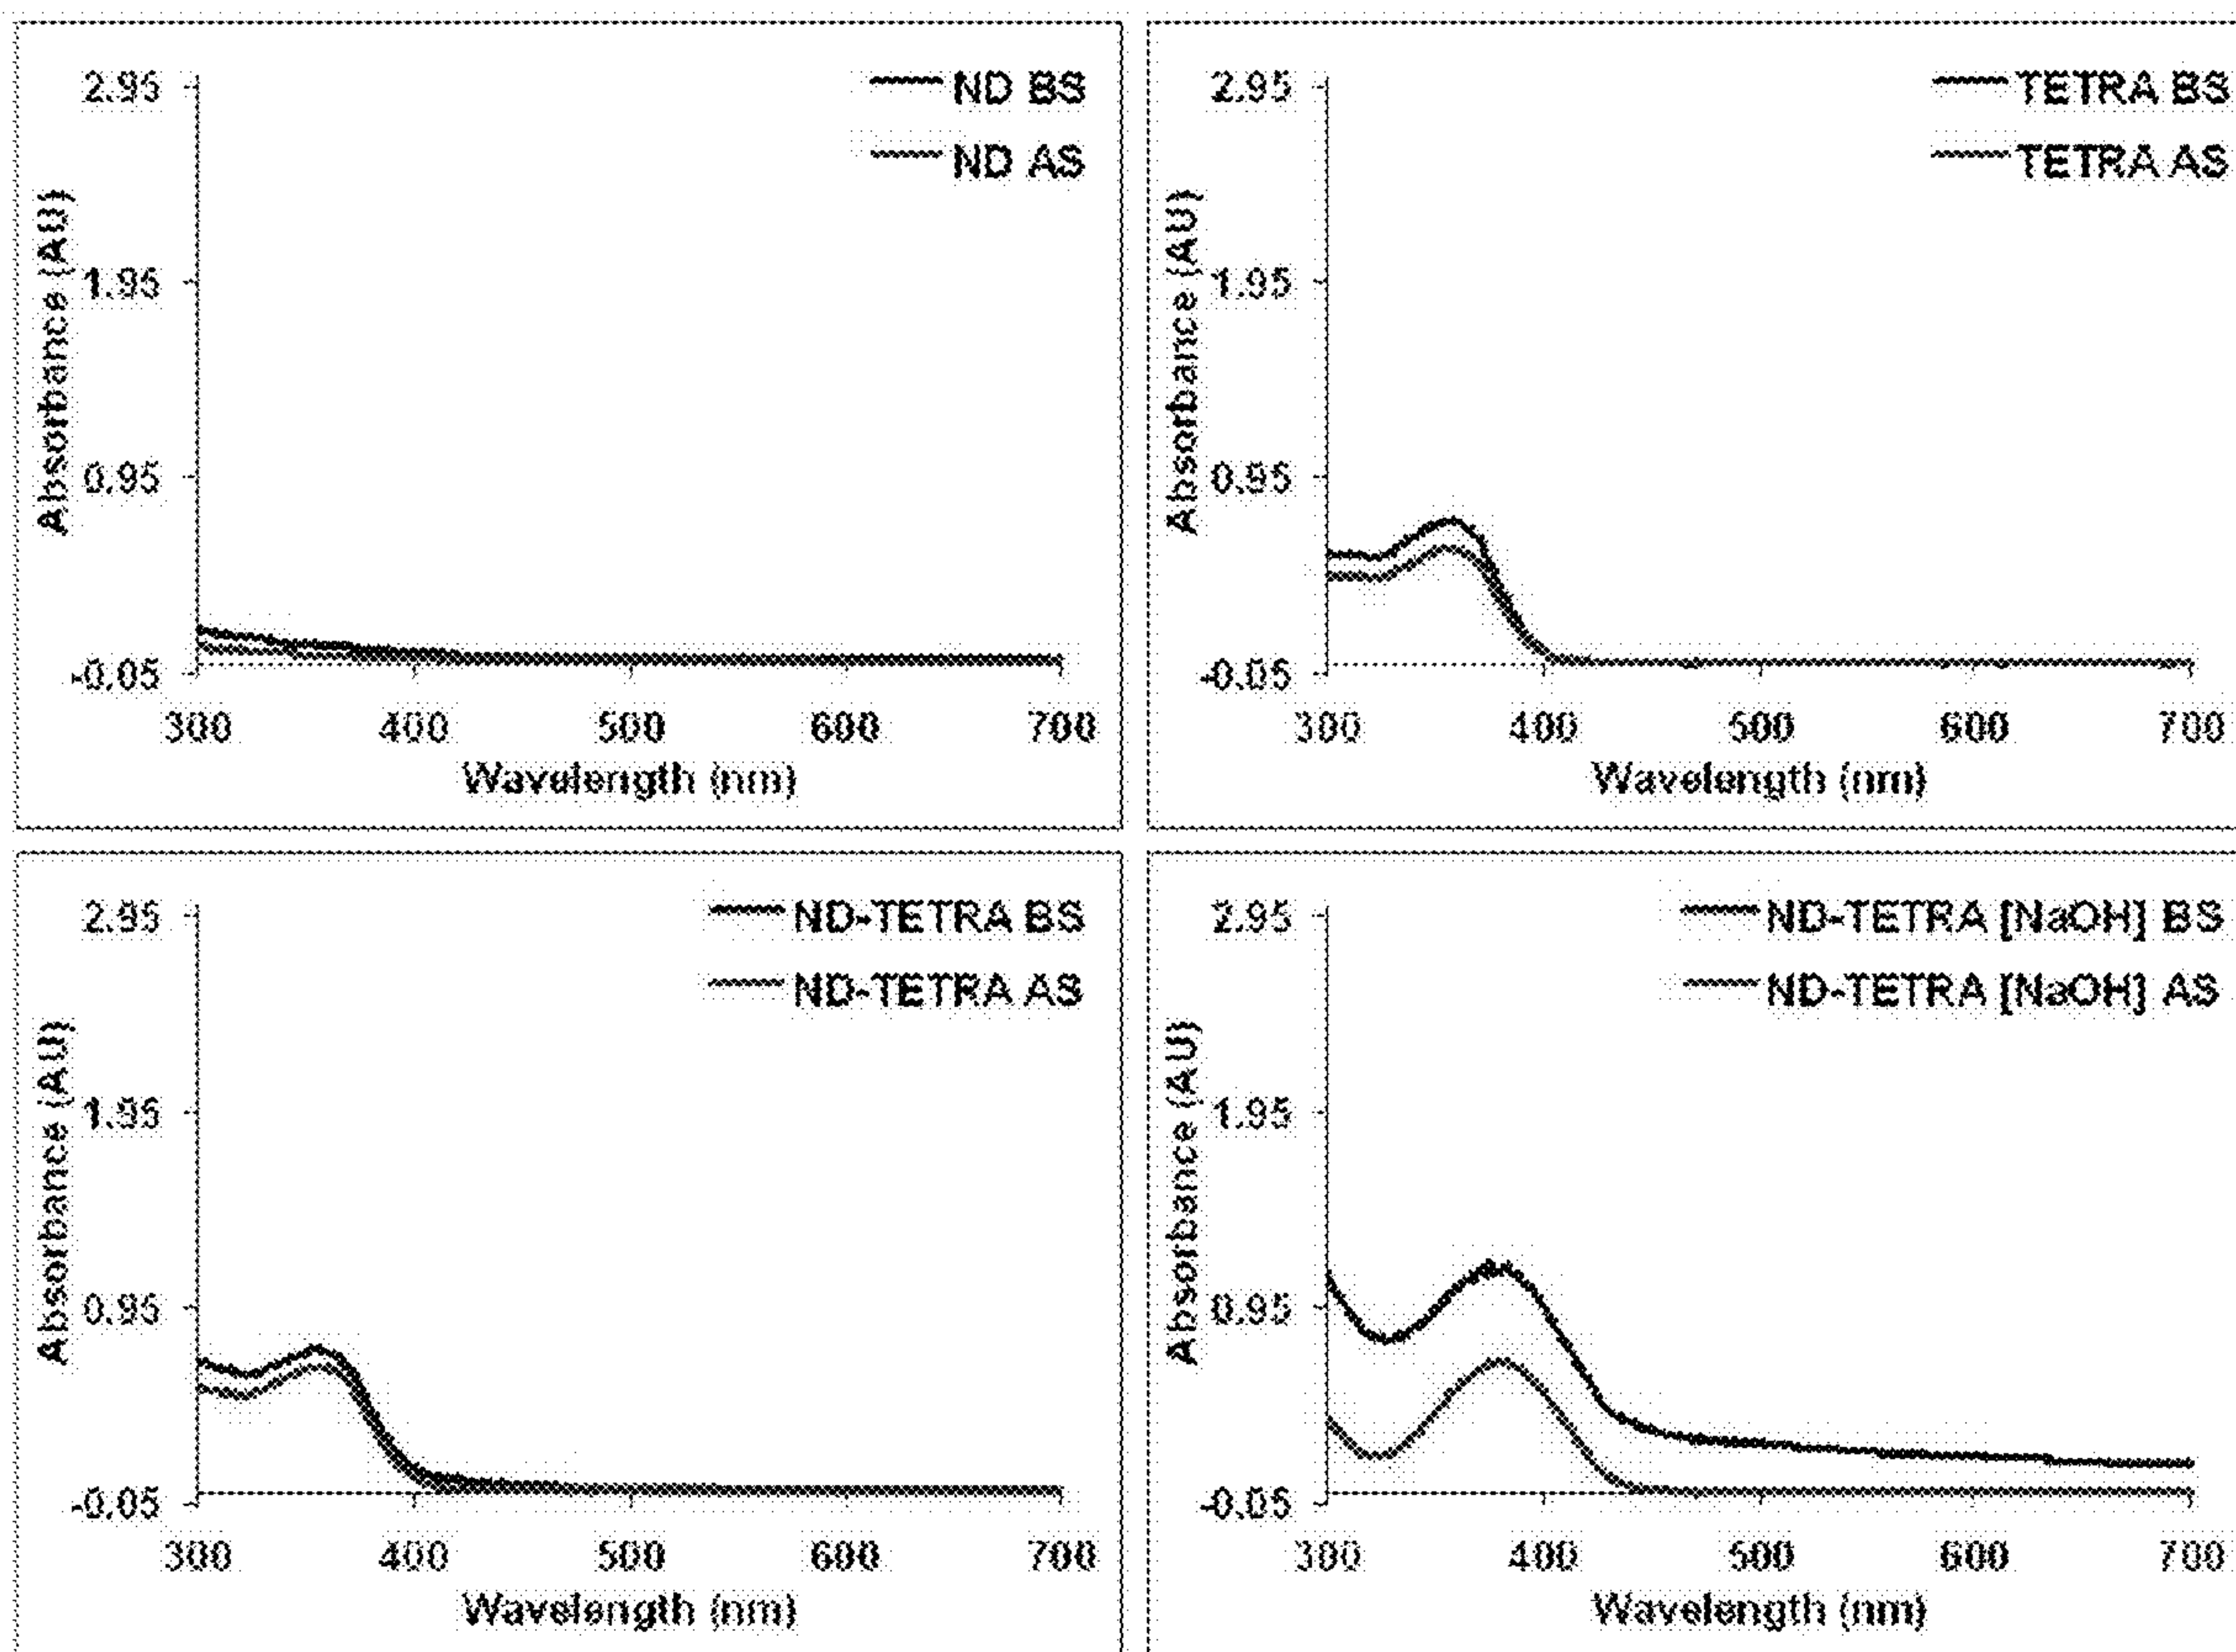 2.95
ND BS
ND AS
1.95
0.95
-0.05
Absorbance (AU)
300 400 500 600 700
Wavelength (nm)
2.95
TETRA BS
TETRA AS
1.95
0.95
-0.05
Absorbance (AU)
300 400 500 600 700
Wavelength (nm)
2.95
ND-TETRA BS
ND-TETRA AS
1.95
0.95
-0.05
Absorbance (AU)
300 400 500 600 700
Wavelength (nm)
2.95
ND-TETRA [NaOH] BS
ND-TETRA [NaOH] AS
1.95
0.95
-0.05
Absorbance (AU)
300 400 500 600 700
Wavelength (nm)